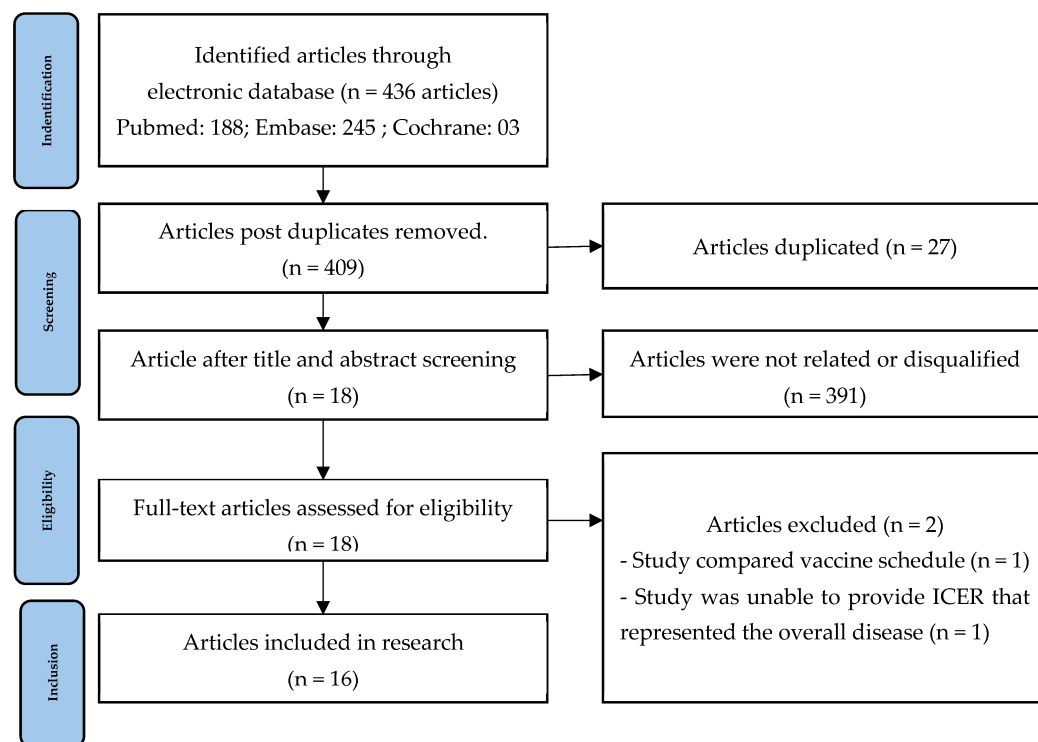 Indentification
Identified articles through
electronic database (n = 436 articles)
Pubmed: 188; Embase: 245 ; Cochrane: 03
Screening
Articles post duplicates removed.
(n = 409)
Articles duplicated (n = 27)
Article after title and abstract screening
(n = 18)
Articles were not related or disqualified
(n = 391)
Eligibility
Full-text articles assessed for eligibility
(n = 18)
Articles excluded (n = 2)
- Study compared vaccine schedule (n = 1)
- Study was unable to provide ICER that
represented the overall disease (n = 1)
Inclusion
Articles included in research
(n = 16)